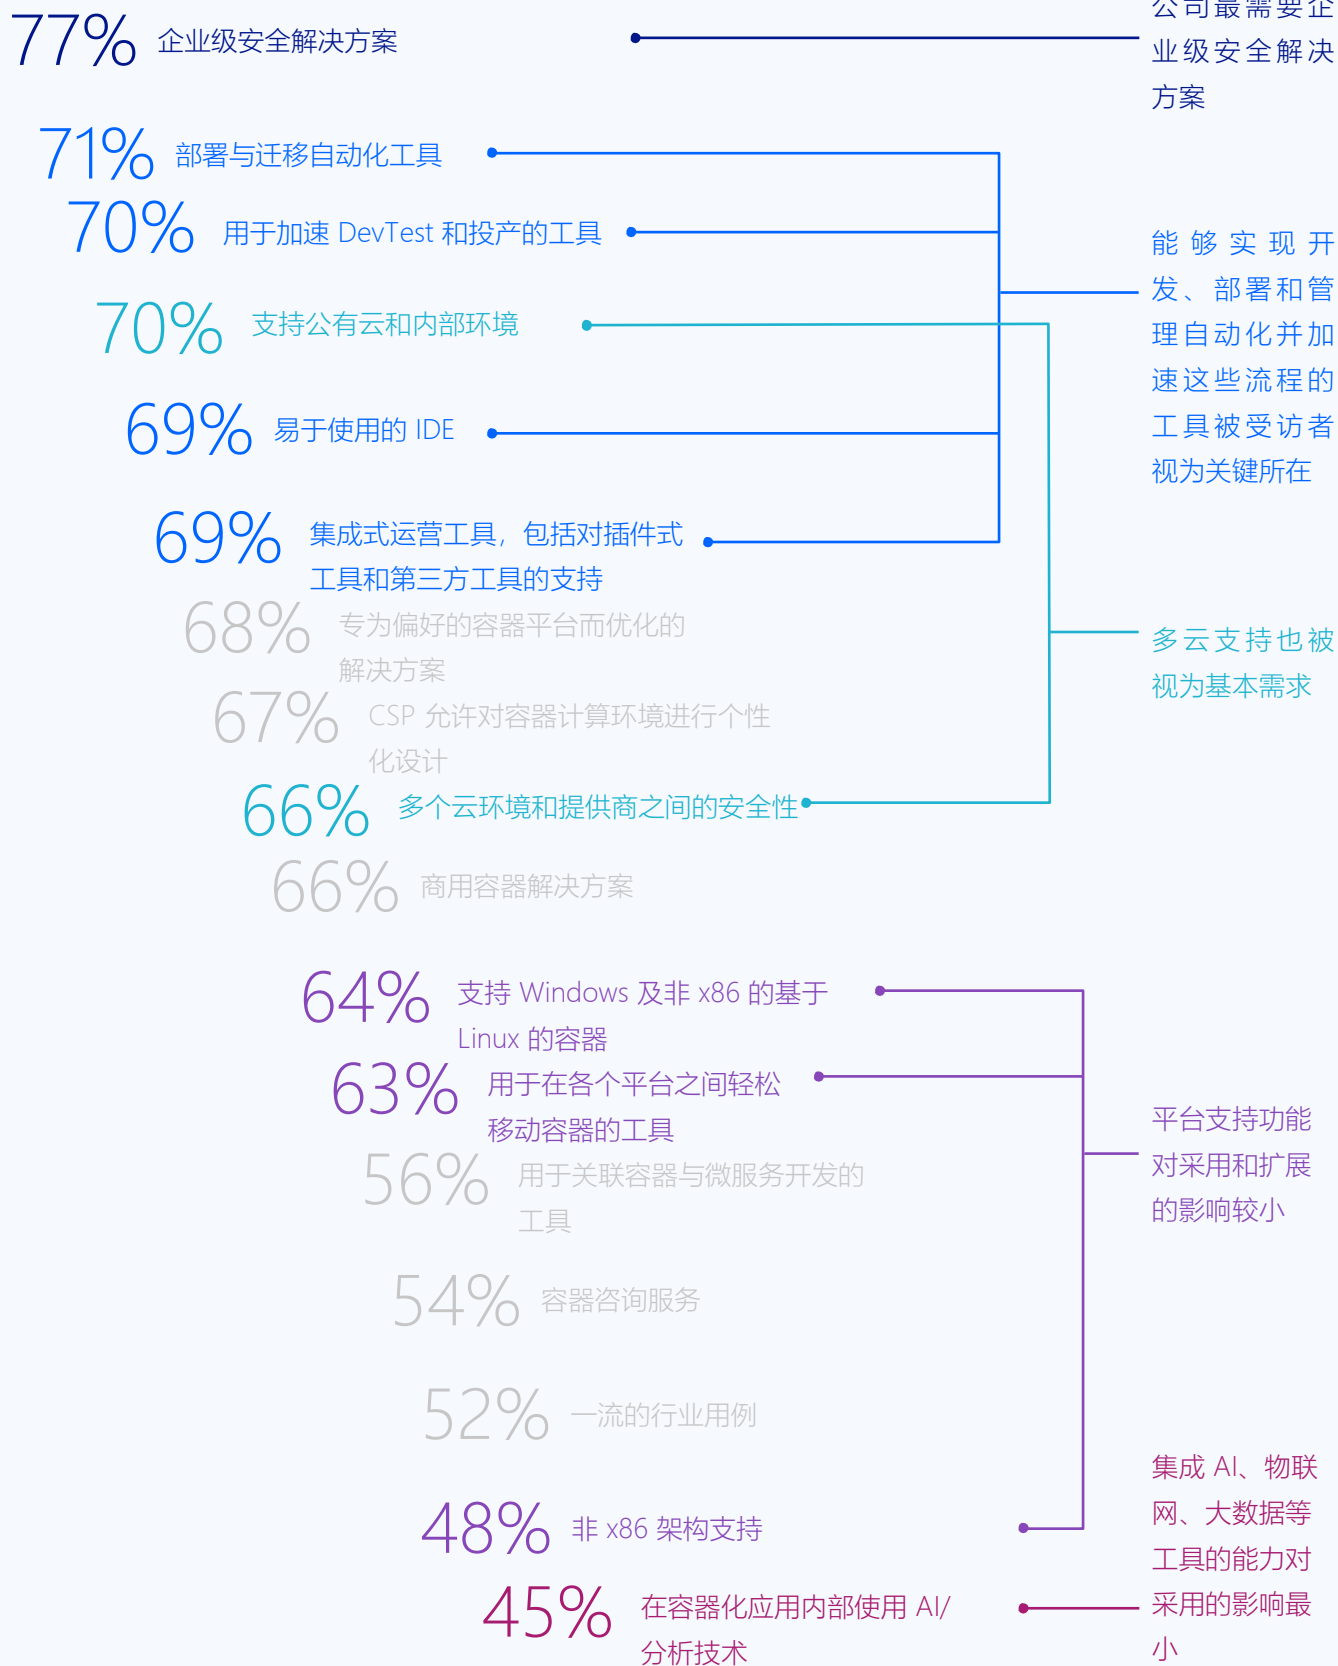 77% 企业级安全解决方案
公司最需要企
业级安全解决
方案
71% 部署与迁移自动化工具
70% 用于加速 DevTest 和投产的工具
70% 支持公有云和内部环境
69% 易于使用的 IDE
69% 集成式运营工具，包括对插件式
工具和第三方工具的支持
能够实现开
发、部署和管
理自动化并加
速这些流程的
工具被受访者
视为关键所在
68% 专为偏好的容器平台而优化的
解决方案
67% CSP 允许对容器计算环境进行个性
化设计
66% 多个云环境和提供商之间的安全性
多云支持也被
视为基本需求
66% 商用容器解决方案
64% 支持 Windows 及非 x86 的基于
Linux 的容器
63% 用于在各个平台之间轻松
移动容器的工具
56% 用于关联容器与微服务开发的
工具
平台支持功能
对采用和扩展
的影响较小
54% 容器咨询服务
52% 一流的行业用例
48% 非 x86 架构支持
45% 在容器化应用内部使用 AI/
分析技术
集成 AI、物联
网、大数据等
工具的能力对
采用的影响最
小